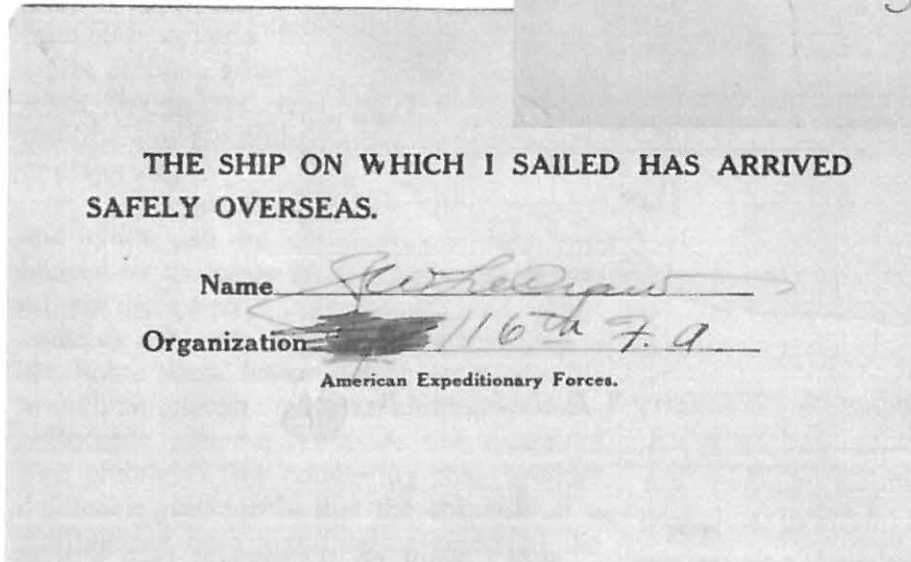 THE SHIP ON WHICH I SAILED HAS ARRIVED
SAFELY OVERSEAS.
Name
Organization 116th F. A.
American Expeditionary Forces.